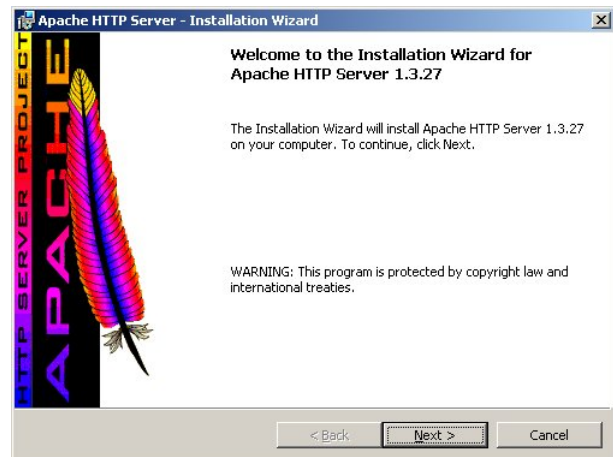 Apache HTTP Server - Installation Wizard
HTTP SERVER PROJECT
APACHE
Welcome to the Installation Wizard for
Apache HTTP Server 1.3.27
The Installation Wizard will install Apache HTTP Server 1.3.27
on your computer. To continue, click Next.
WARNING: This program is protected by copyright law and
international treaties.
< Back
Next >
Cancel